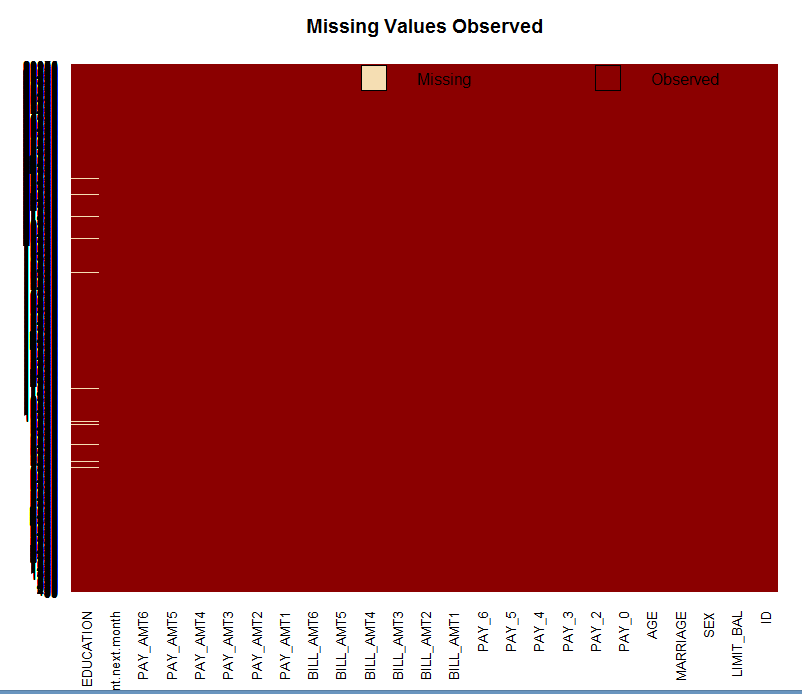 Missing Values Observed
Missing
Observed
EDUCATION
nt.next.month
PAY_AMT6
PAY_AMT5
PAY_AMT4
PAY_AMT3
PAY_AMT2
PAY_AMT1
BILL_AMT6
BILL_AMT5
BILL_AMT4
BILL_AMT3
BILL_AMT2
BILL_AMT1
PAY_6
PAY_5
PAY_4
PAY_3
PAY_2
PAY_0
AGE
MARRIAGE
SEX
LIMIT_BAL
ID